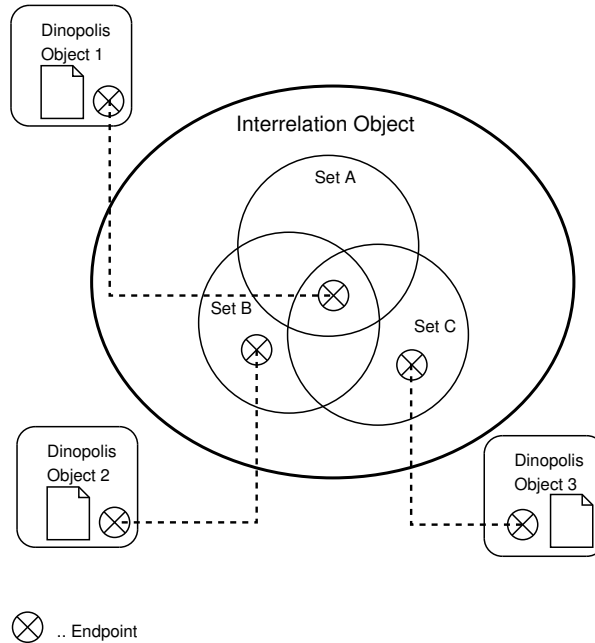 Dinopolis
Object 1
Interrelation Object
Set A
Set B
Set C
Dinopolis
Object 2
Dinopolis
Object 3
.. Endpoint